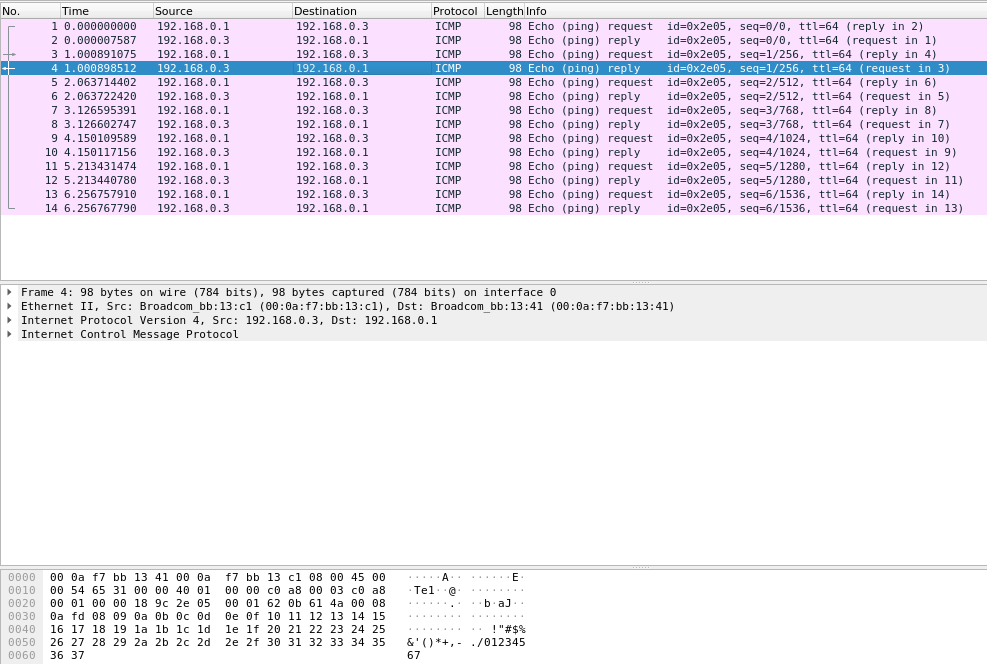 No. Time Source Destination Protocol Length Info
1 0.000000000 192.168.0.1 192.168.0.3 ICMP 98 Echo (ping) request id=0x2e05, seq=0/0, ttl=64 (reply in 2)
2 0.000007587 192.168.0.3 192.168.0.1 ICMP 98 Echo (ping) reply id=0x2e05, seq=0/0, ttl=64 (request in 1)
3 1.000891075 192.168.0.1 192.168.0.3 ICMP 98 Echo (ping) request id=0x2e05, seq=1/256, ttl=64 (reply in 4)
4 1.000898512 192.168.0.3 192.168.0.1 ICMP 98 Echo (ping) reply id=0x2e05, seq=1/256, ttl=64 (request in 3)
5 2.063714402 192.168.0.1 192.168.0.3 ICMP 98 Echo (ping) request id=0x2e05, seq=2/512, ttl=64 (reply in 6)
6 2.063722420 192.168.0.3 192.168.0.1 ICMP 98 Echo (ping) reply id=0x2e05, seq=2/512, ttl=64 (request in 5)
7 3.126595391 192.168.0.1 192.168.0.3 ICMP 98 Echo (ping) request id=0x2e05, seq=3/768, ttl=64 (reply in 8)
8 3.126602747 192.168.0.3 192.168.0.1 ICMP 98 Echo (ping) reply id=0x2e05, seq=3/768, ttl=64 (request in 7)
9 4.150109589 192.168.0.1 192.168.0.3 ICMP 98 Echo (ping) request id=0x2e05, seq=4/1024, ttl=64 (reply in 10)
10 4.150117156 192.168.0.3 192.168.0.1 ICMP 98 Echo (ping) reply id=0x2e05, seq=4/1024, ttl=64 (request in 9)
11 5.213431474 192.168.0.1 192.168.0.3 ICMP 98 Echo (ping) request id=0x2e05, seq=5/1280, ttl=64 (reply in 12)
12 5.213440780 192.168.0.3 192.168.0.1 ICMP 98 Echo (ping) reply id=0x2e05, seq=5/1280, ttl=64 (request in 11)
13 6.256757910 192.168.0.1 192.168.0.3 ICMP 98 Echo (ping) request id=0x2e05, seq=6/1536, ttl=64 (reply in 14)
14 6.256767790 192.168.0.3 192.168.0.1 ICMP 98 Echo (ping) reply id=0x2e05, seq=6/1536, ttl=64 (request in 13)
Frame 4: 98 bytes on wire (784 bits), 98 bytes captured (784 bits) on interface 0
Ethernet II, Src: Broadcom_bb:13:c1 (00:0a:f7:bb:13:c1), Dst: Broadcom_bb:13:41 (00:0a:f7:bb:13:41)
Internet Protocol Version 4, Src: 192.168.0.3, Dst: 192.168.0.1
Internet Control Message Protocol
0000 00 0a f7 bb 13 41 00 0a f7 bb 13 c1 08 00 45 00 ·····A·· ······E·
0010 00 54 65 31 00 00 40 01 00 00 c0 a8 00 03 c0 a8 ·Te1··@· ········
0020 00 01 00 00 18 9c 2e 05 00 01 62 0b 61 4a 00 08 ······.· ··b·aJ··
0030 0a fd 08 09 0a 0b 0c 0d 0e 0f 10 11 12 13 14 15 ········ ········
0040 16 17 18 19 1a 1b 1c 1d 1e 1f 20 21 22 23 24 25 ········ ·· !"#$%
0050 26 27 28 29 2a 2b 2c 2d 2e 2f 30 31 32 33 34 35 &'()*+,- ./012345
0060 36 37 67